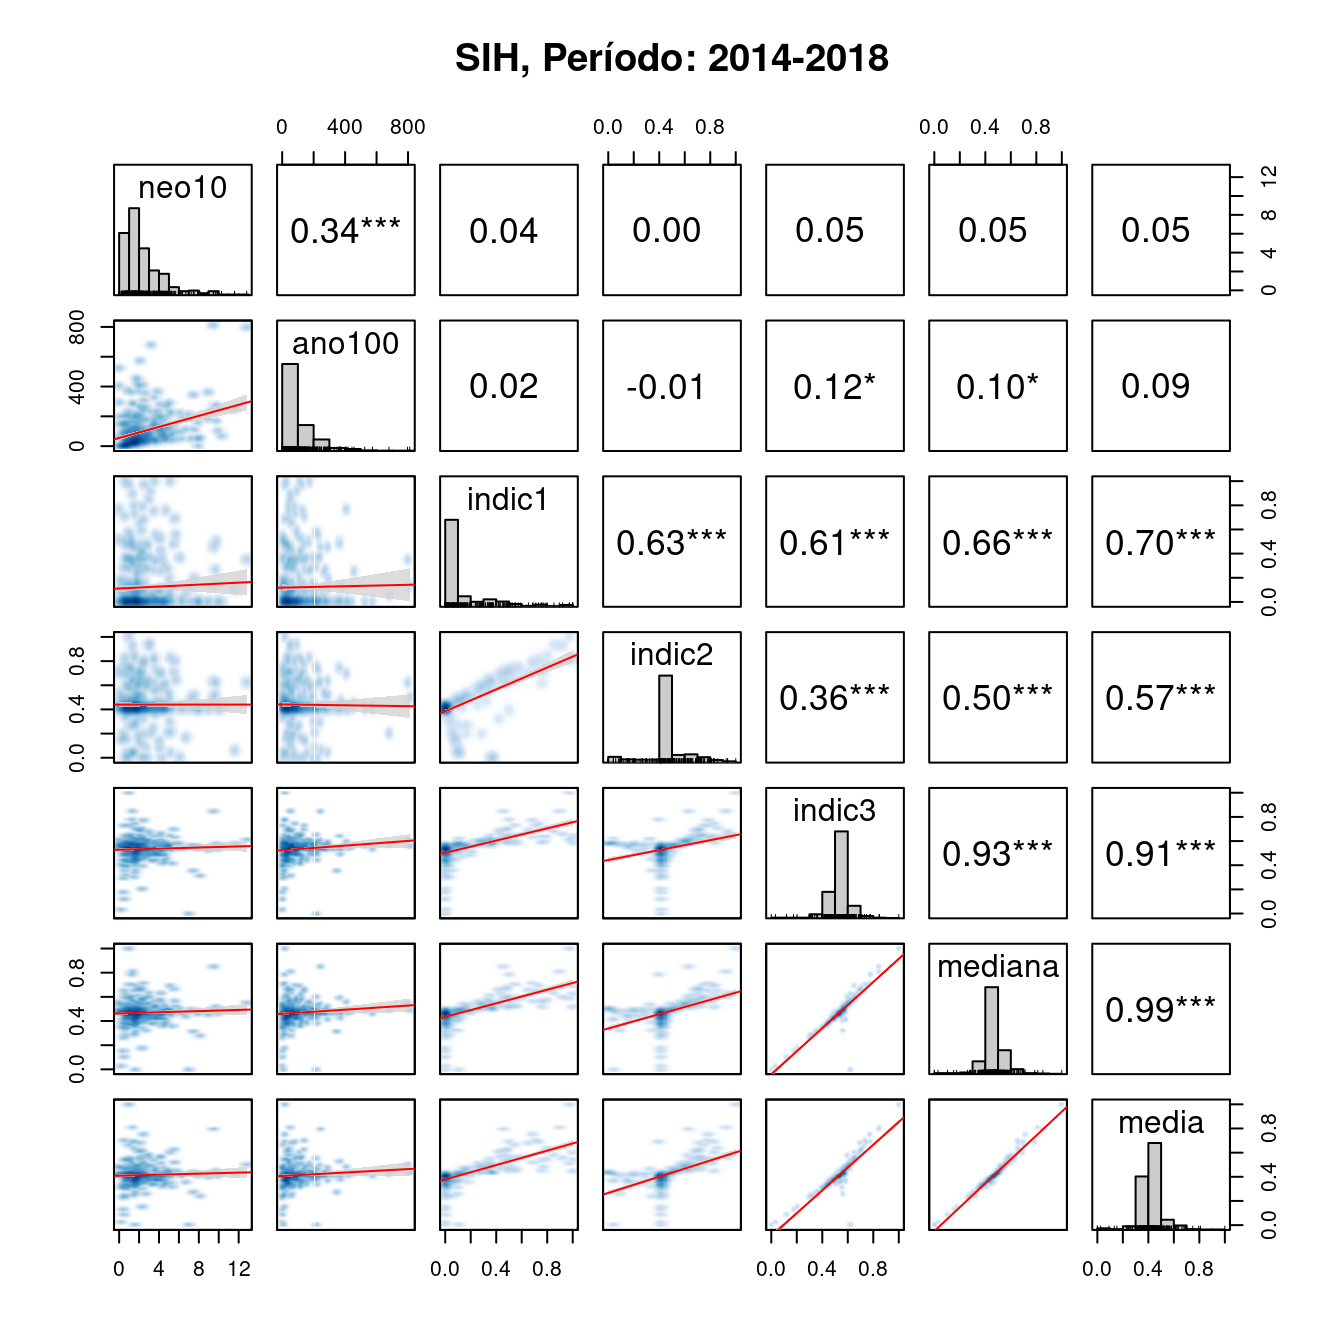 SIH, Período: 2014-2018
0 400 800 0.0 0.4 0.8 0.0 0.4 0.8
neo10 0.34*** 0.04 0.00 0.05 0.05 0.05 0 4 8 12
0 400 800 ano100 0.02 -0.01 0.12* 0.10* 0.09
indic1 0.63*** 0.61*** 0.66*** 0.70*** 0.0 0.4 0.8
0.0 0.4 0.8 indic2 0.36*** 0.50*** 0.57***
indic3 0.93*** 0.91*** 0.0 0.4 0.8
0.0 0.4 0.8 mediana 0.99***
media 0.0 0.4 0.8
0 4 8 12 0.0 0.4 0.8 0.0 0.4 0.8 0.0 0.4 0.8